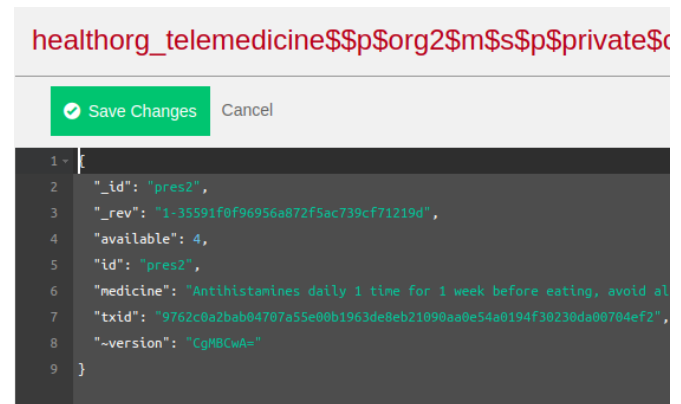 healthorg_telemedicine$$p$org2$m$s$p$private$
Save Changes
Cancel
1 {
2 "_id": "pres2",
3 "_rev": "1-35591f0f96956a872f5ac739cf71219d",
4 "available": 4,
5 "id": "pres2",
6 "medicine": "Antihistamines daily 1 time for 1 week before eating, avoid al
7 "txid": "9762c0a2bab04707a55e00b1963de8eb21090aa0e54a0194f30230da00704ef2",
8 "~version": "CgMBCwA="
9 }